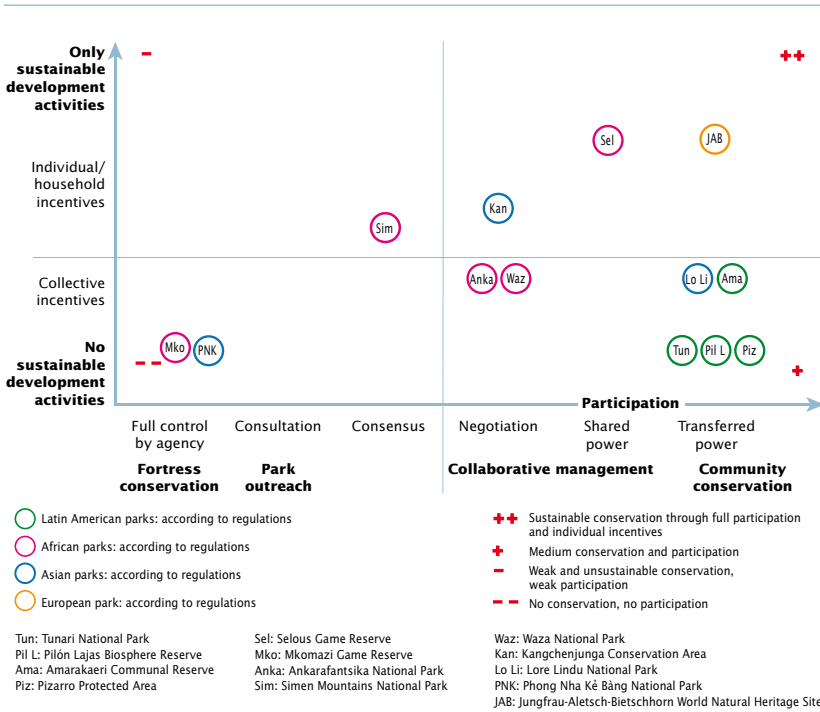 Only
sustainable
development
activities
Individual/
household
incentives
Collective
incentives
No
sustainable
development
activities
–
++
Sel
JAB
Kan
Sim
Anka
Waz
Lo Li
Ama
Mko
PNK
Tun
Pil L
Piz
– –
+
Participation
Full control
by agency
Consultation
Consensus
Negotiation
Shared
power
Transferred
power
Fortress
conservation
Park
outreach
Collaborative management
Community
conservation
Latin American parks: according to regulations
African parks: according to regulations
Asian parks: according to regulations
European park: according to regulations
++ Sustainable conservation through full participation
and individual incentives
+ Medium conservation and participation
– Weak and unsustainable conservation,
weak participation
– – No conservation, no participation
Tun: Tunari National Park
Pil L: Pilón Lajas Biosphere Reserve
Ama: Amarakaeri Communal Reserve
Piz: Pizarro Protected Area
Sel: Selous Game Reserve
Mko: Mkomazi Game Reserve
Anka: Ankarafantsika National Park
Sim: Simen Mountains National Park
Waz: Waza National Park
Kan: Kangchenjunga Conservation Area
Lo Li: Lore Lindu National Park
PNK: Phong Nha Kẻ Bàng National Park
JAB: Jungfrau-Aletsch-Bietschhorn World Natural Heritage Site